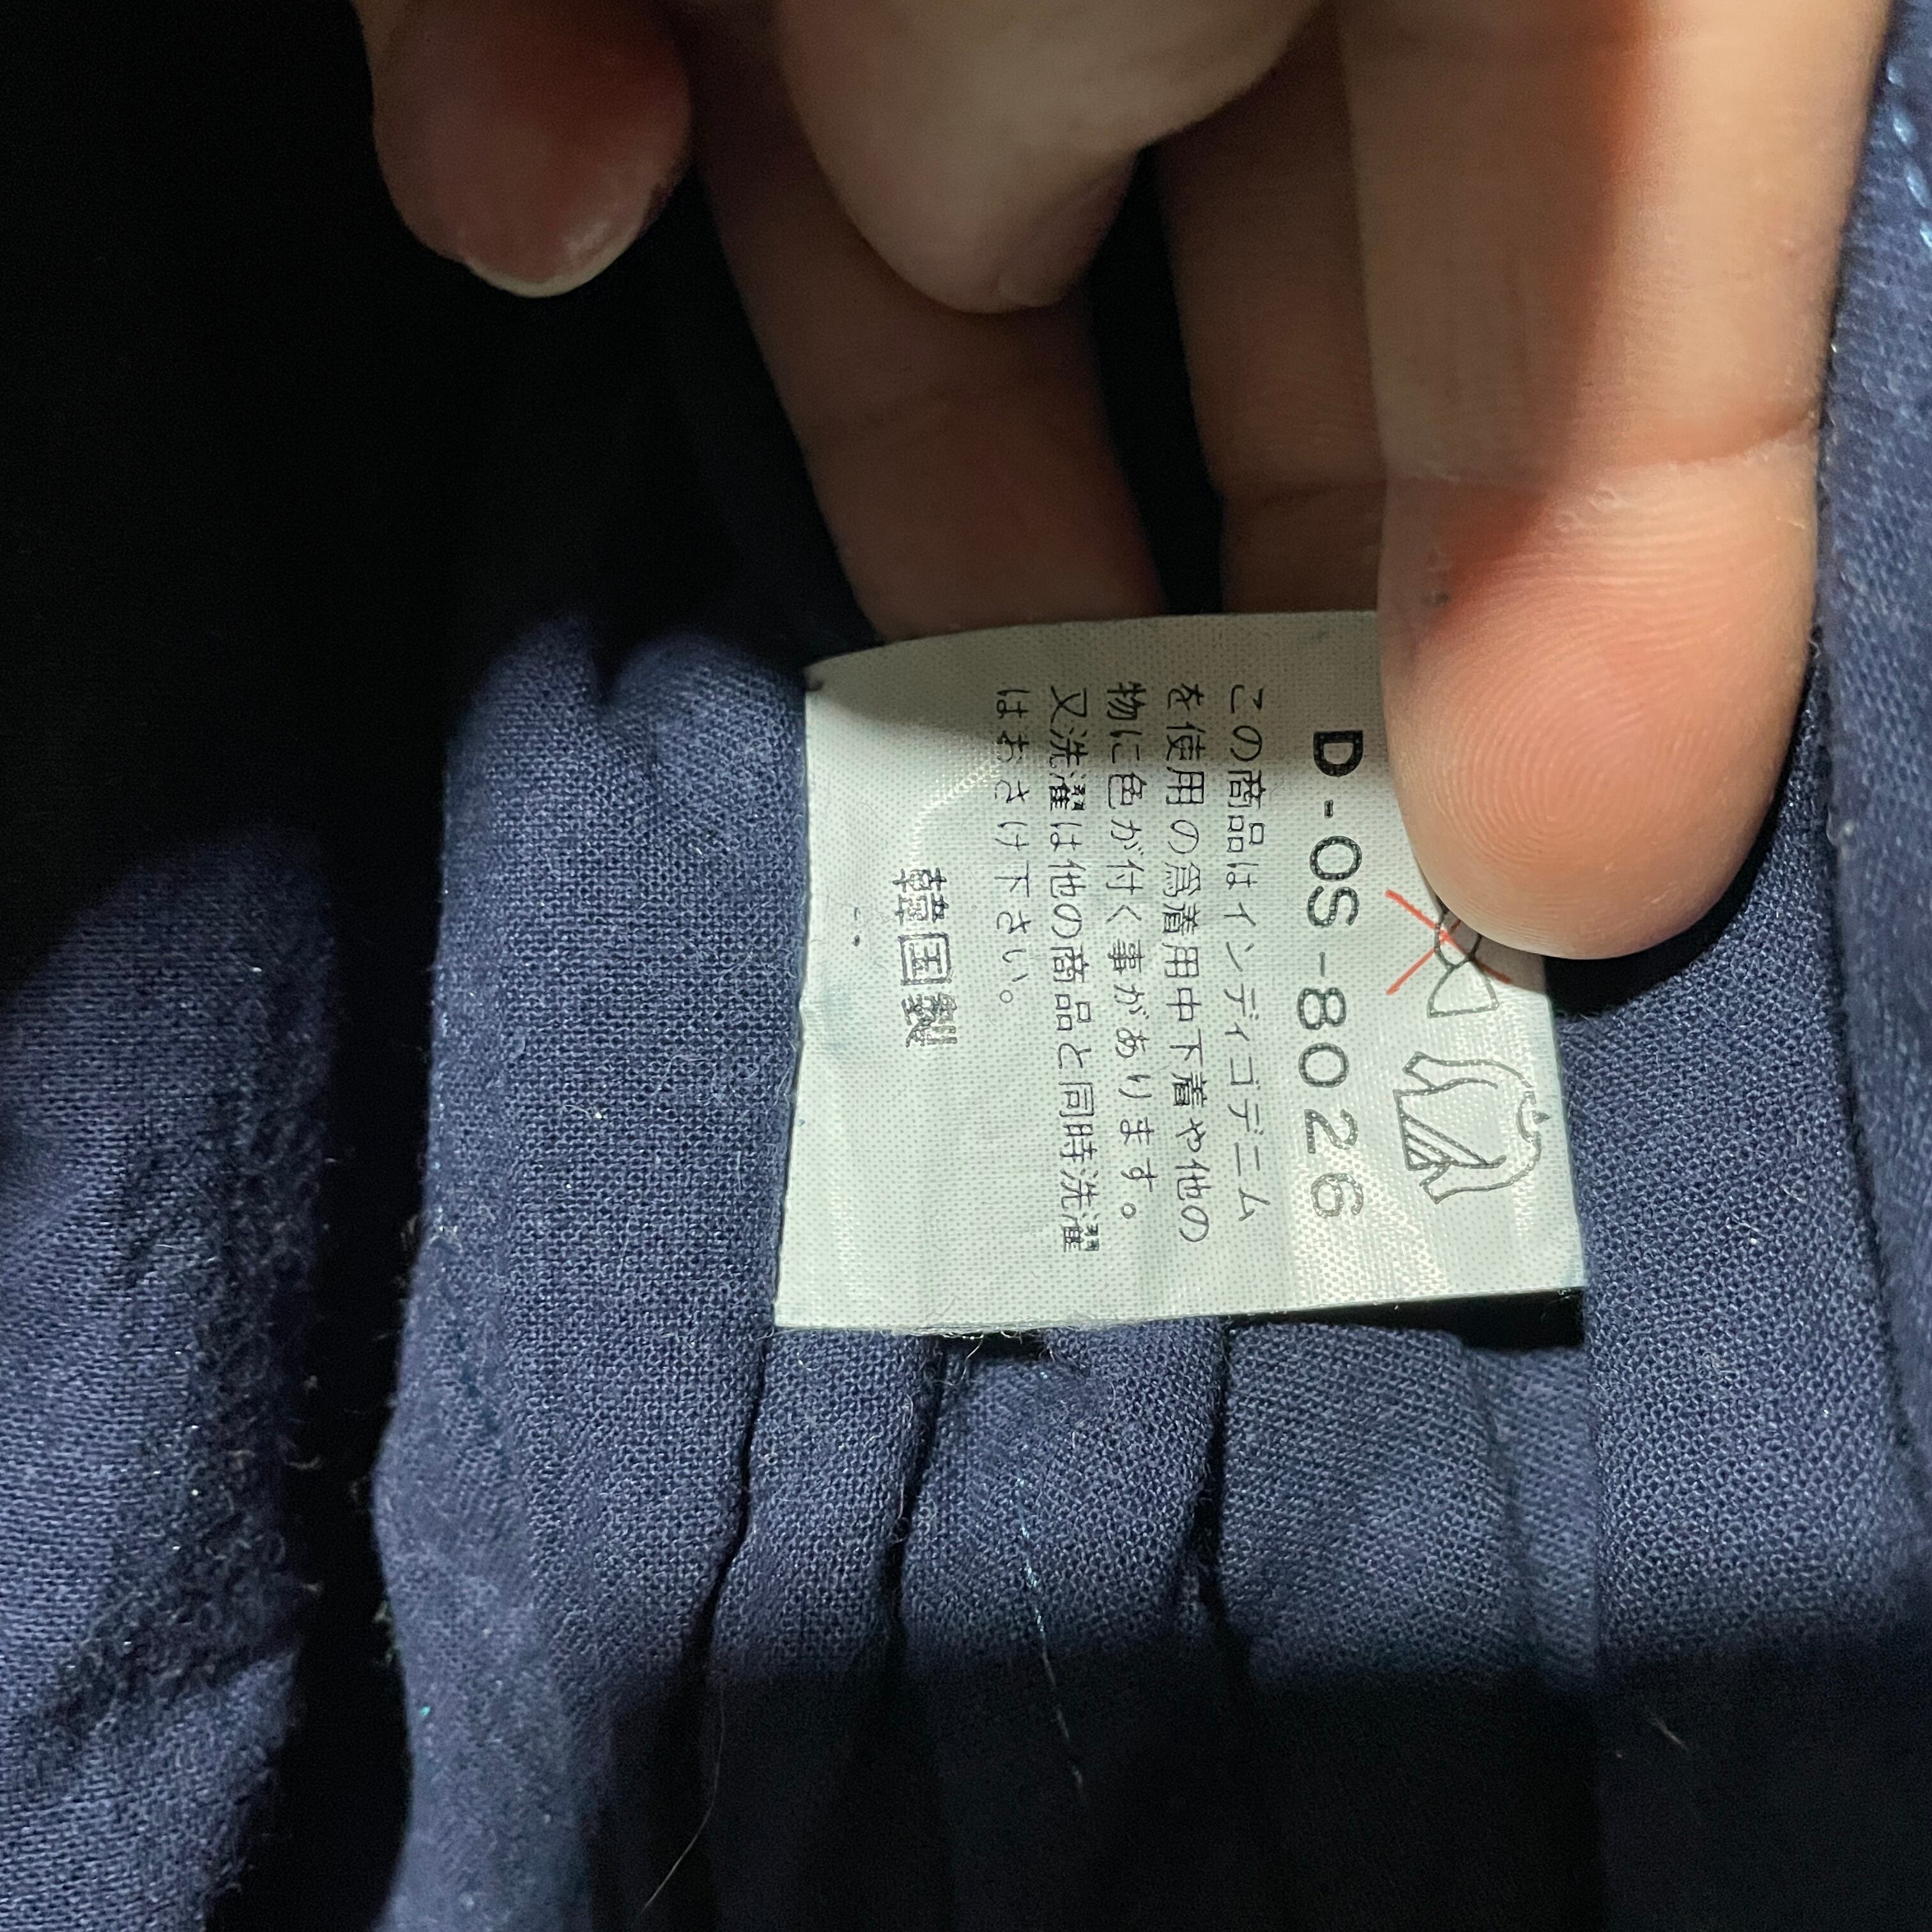 D-OS-8026
この商品はインディゴデニム
を使用の為着用中下着や他の
物に色が付く事があります。
又洗濯は他の商品と同時洗濯
はおさけ下さい。
韓国製